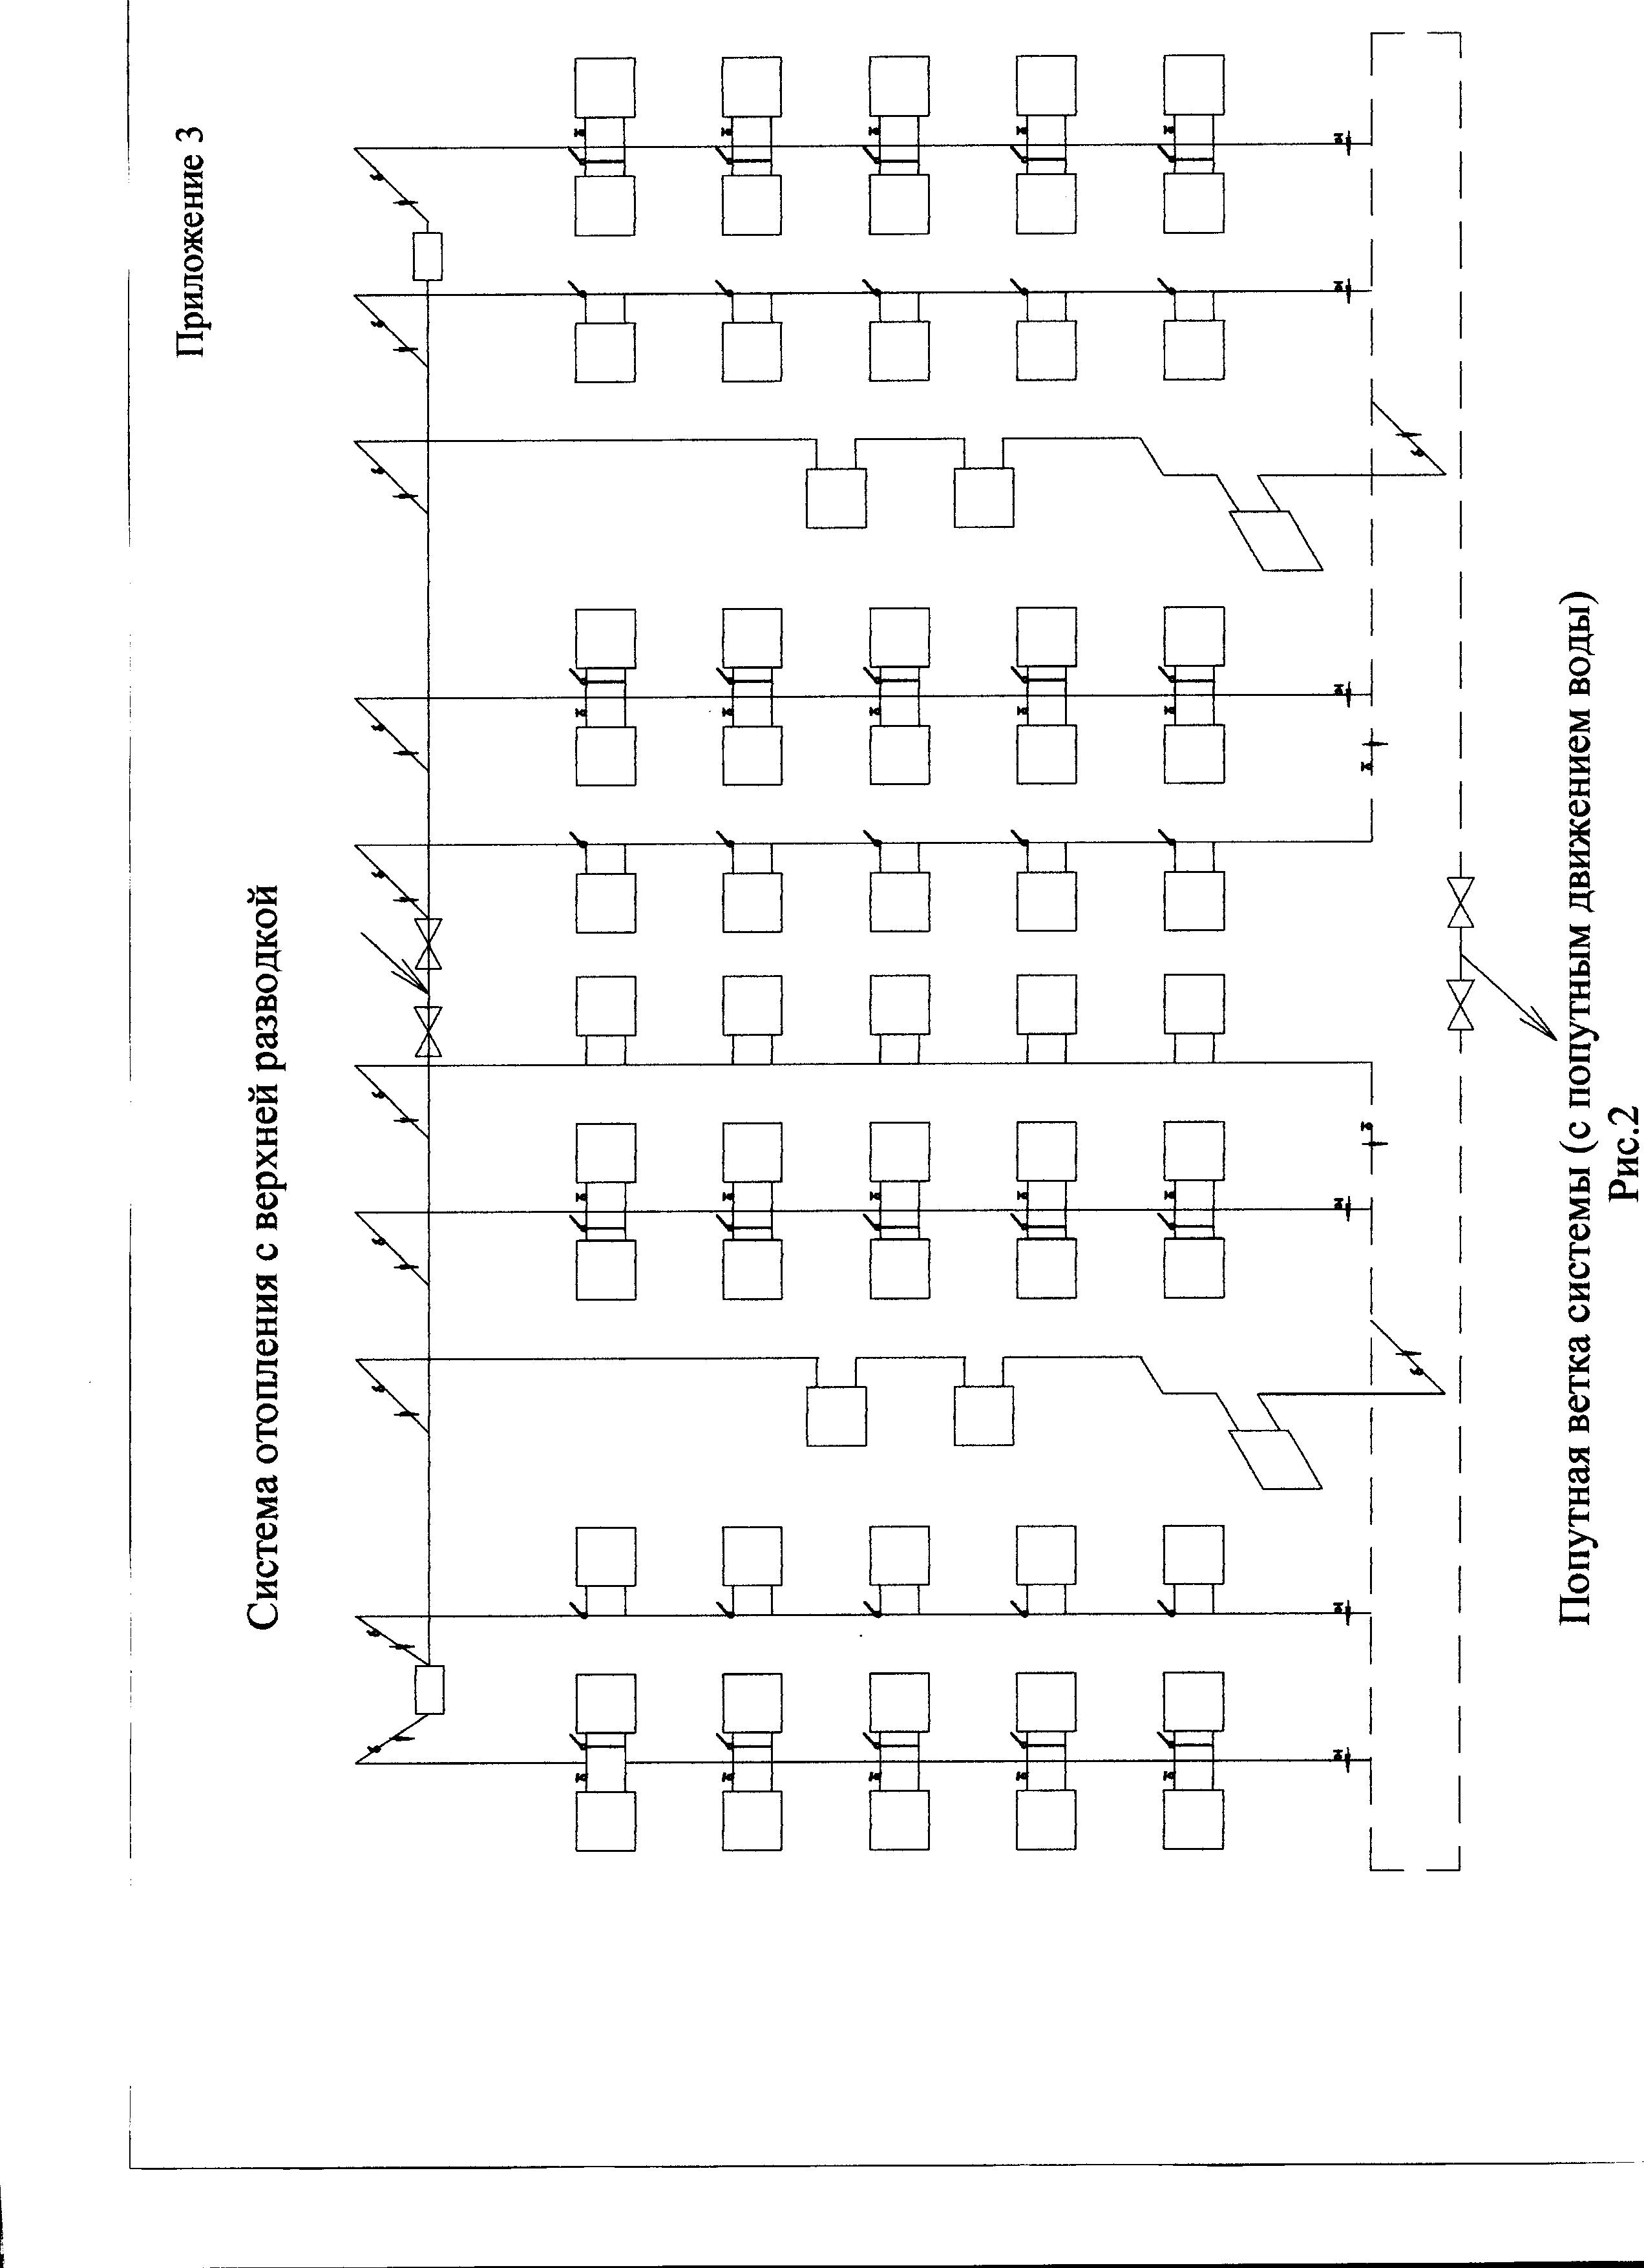 Приложение 3
Система отопления с верхней разводкой
Попутная ветка системы (с попутным движением воды)
Рис.2